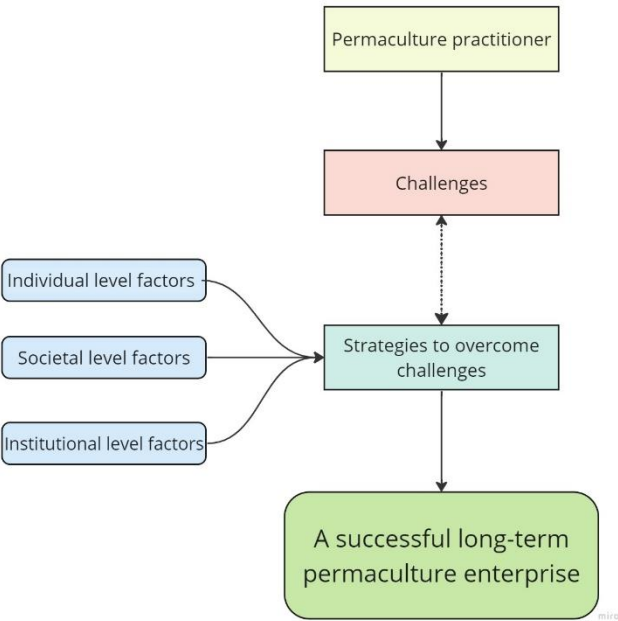 Permaculture practitioner
Challenges
Individual level factors
Societal level factors
Institutional level factors
Strategies to overcome
challenges
A successful long-term
permaculture enterprise
miro